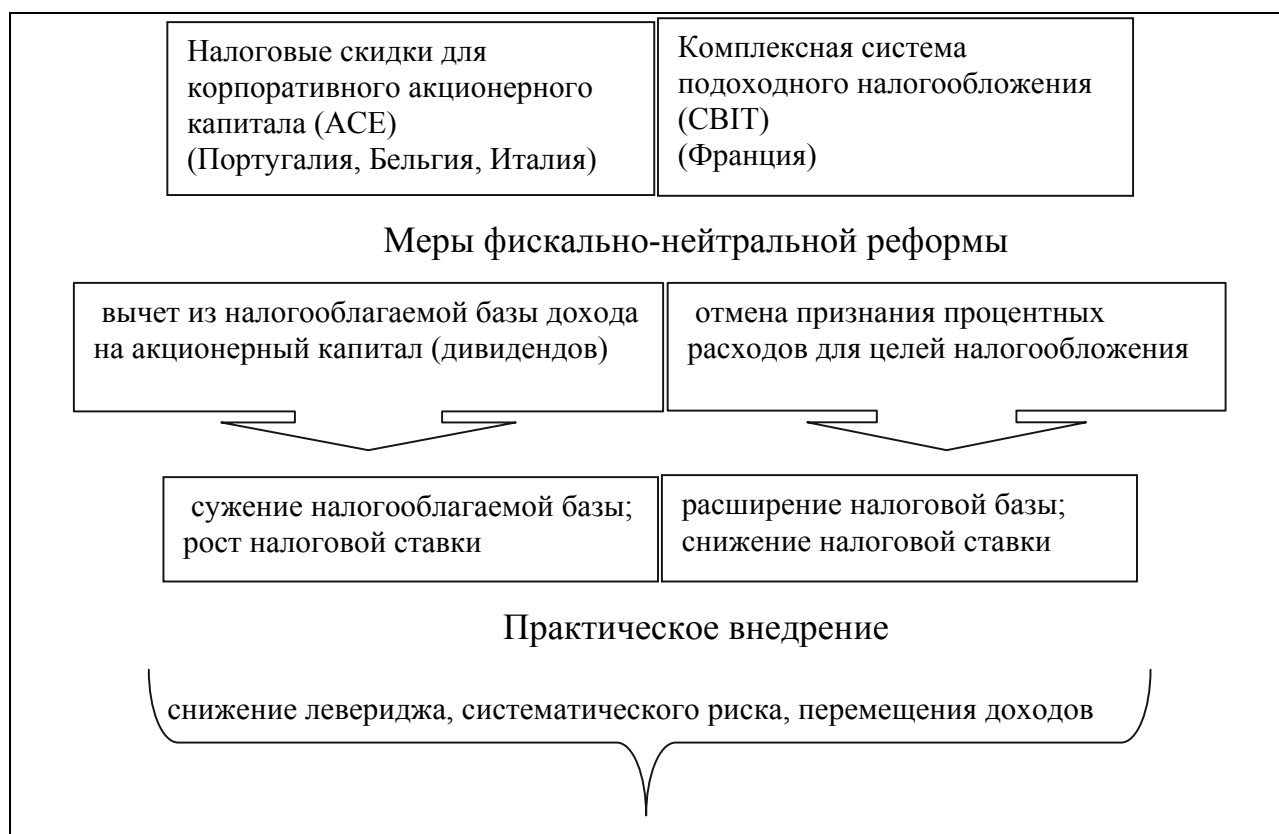 Налоговые скидки для
корпоративного акционерного
капитала (ACE)
(Португалия, Бельгия, Италия)
Комплексная система
подоходного налогообложения
(CBIT)
(Франция)
Меры фискально-нейтральной реформы
вычет из налогооблагаемой базы дохода
на акционерный капитал (дивидендов)
отмена признания процентных
расходов для целей налогообложения
сужение налогооблагаемой базы;
рост налоговой ставки
расширение налоговой базы;
снижение налоговой ставки
Практическое внедрение
снижение левериджа, систематического риска, перемещения доходов